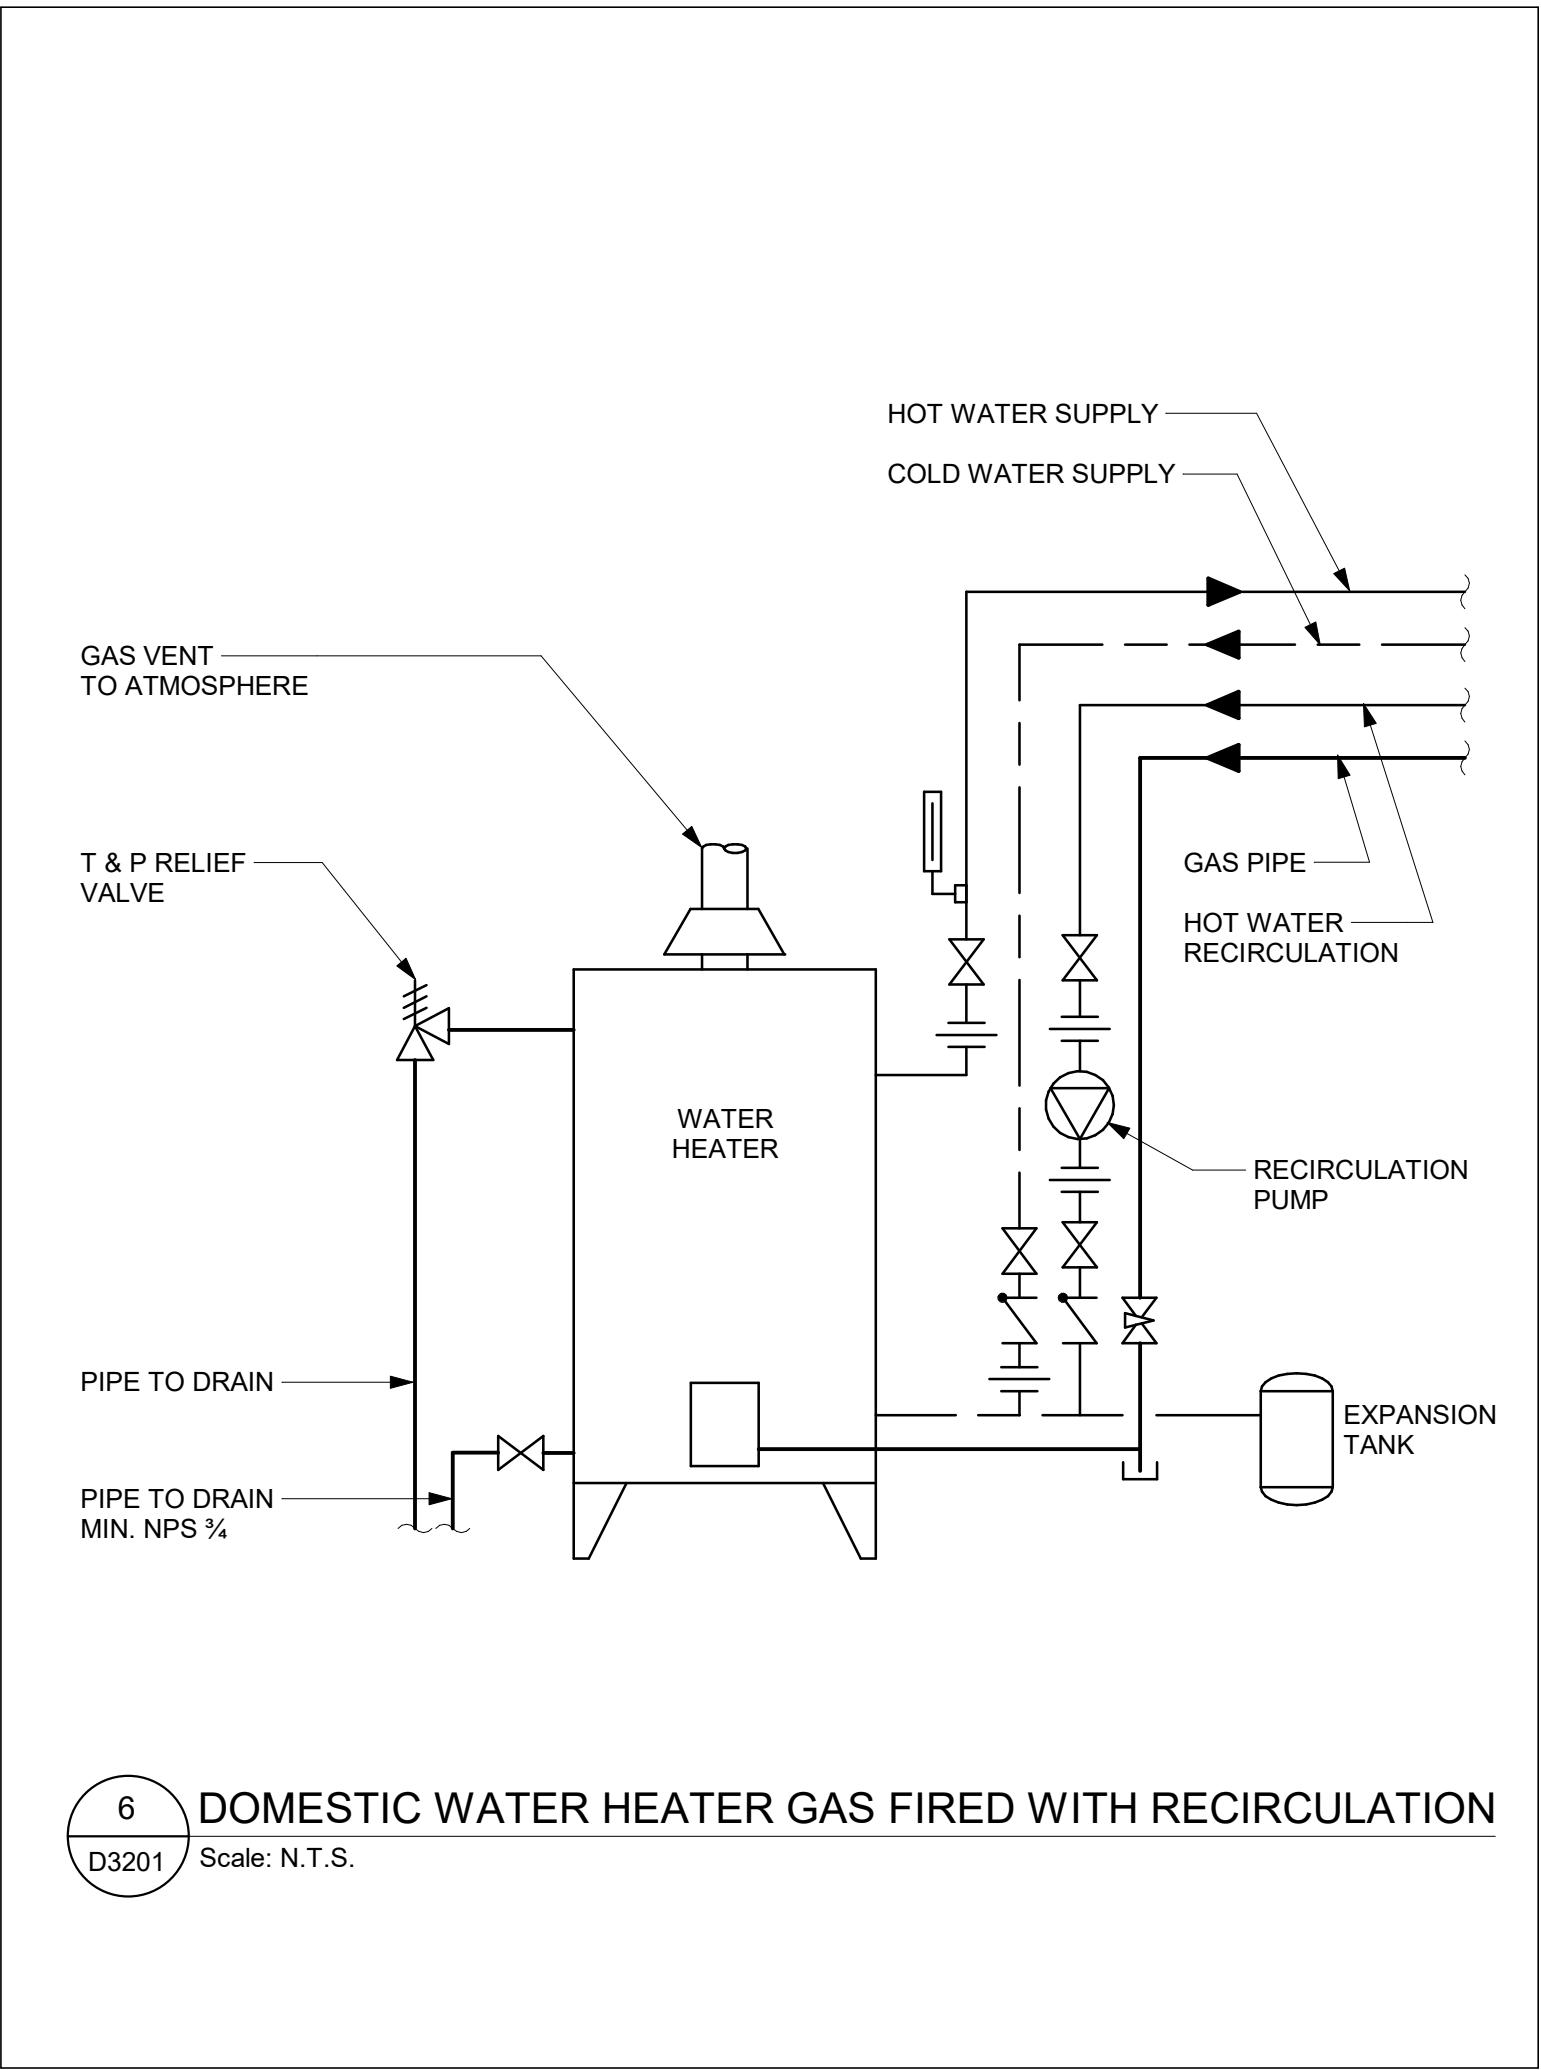 HOT WATER SUPPLY
COLD WATER SUPPLY
GAS VENT
TO ATMOSPHERE
T & P RELIEF
VALVE
GAS PIPE
HOT WATER
RECIRCULATION
WATER
HEATER
RECIRCULATION
PUMP
PIPE TO DRAIN
EXPANSION
TANK
PIPE TO DRAIN
MIN. NPS ¾
6
DOMESTIC WATER HEATER GAS FIRED WITH RECIRCULATION
D3201
Scale: N.T.S.